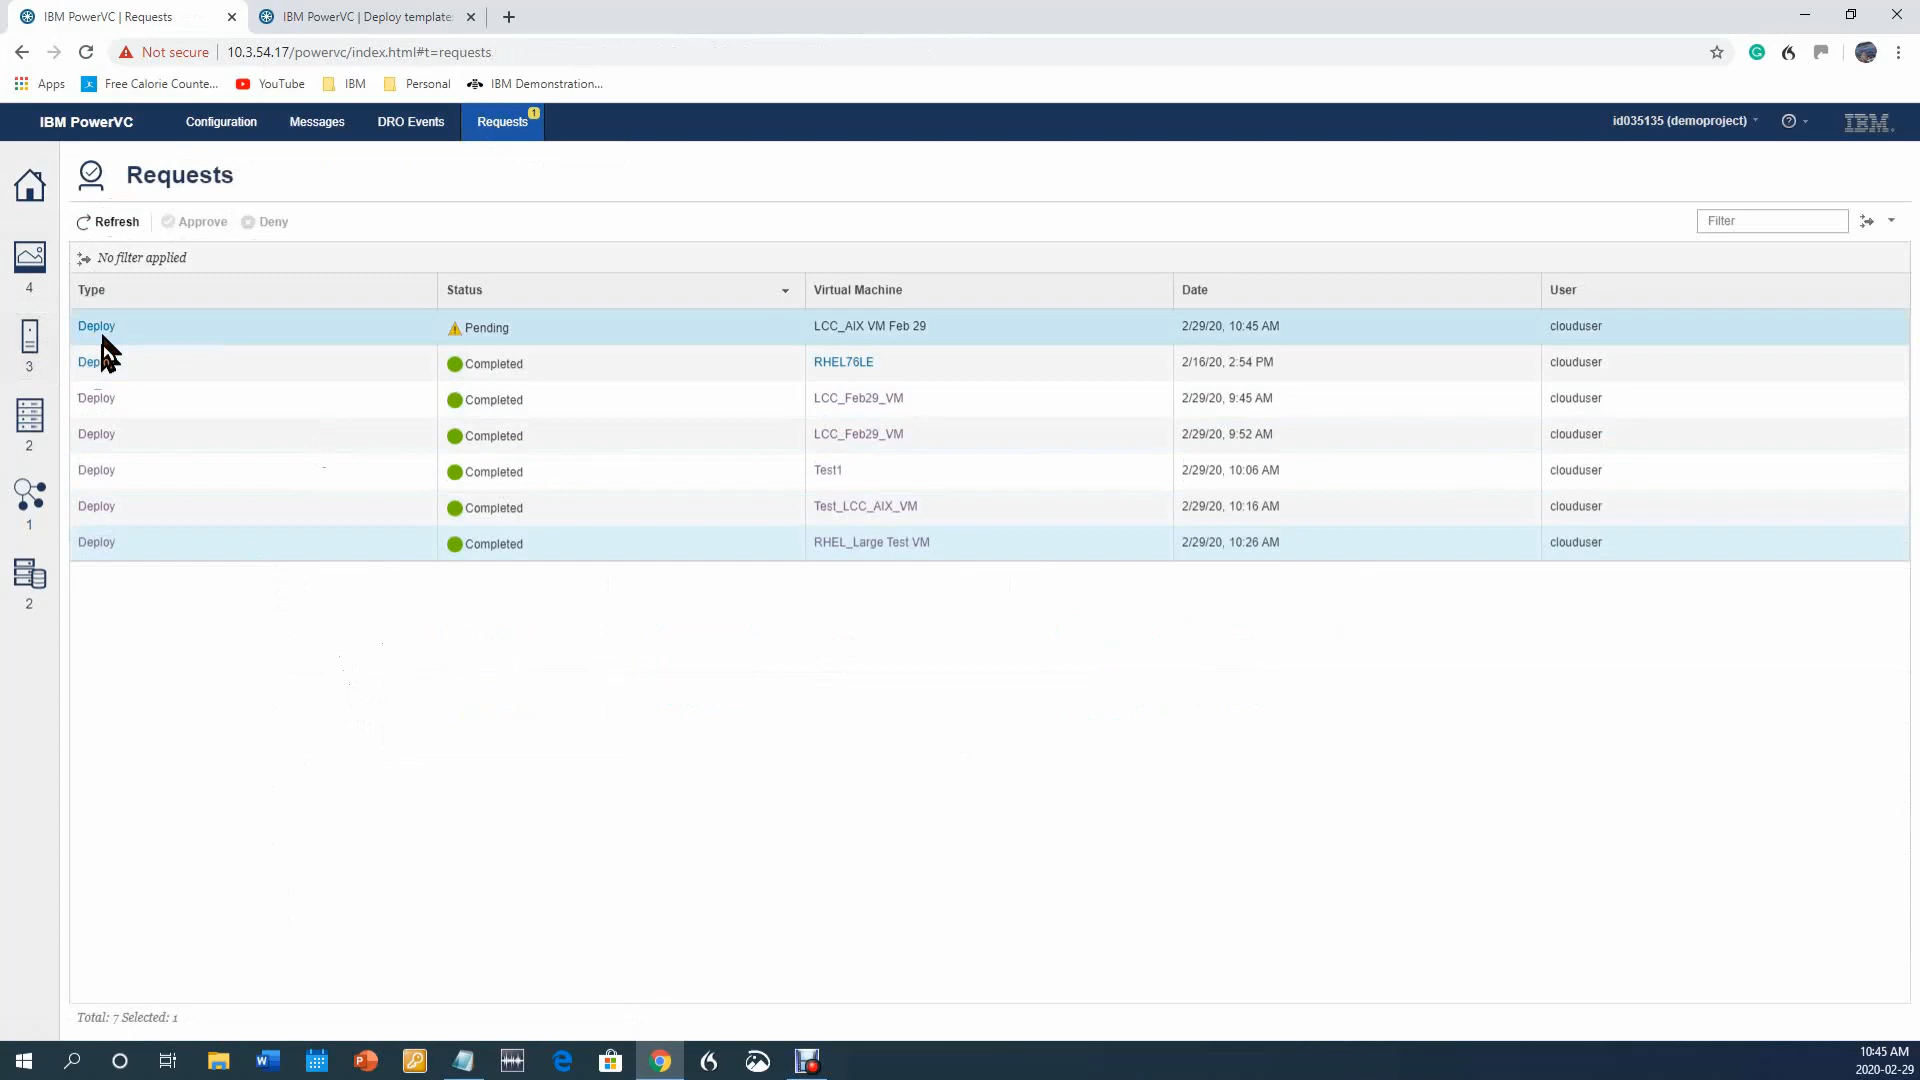 IBM PowerVC | Requests
IBM PowerVC | Deploy template
Not secure 10.3.54.17/powervc/index.html#t=requests
Apps Free Calorie Counte... YouTube IBM Personal IBM Demonstration...
IBM PowerVC Configuration Messages DRO Events Requests 1 id035135 (demoproject) IBM
Requests
Refresh Approve Deny Filter
No filter applied
Type Status Virtual Machine Date User
Deploy Pending LCC_AIX VM Feb 29 2/29/20, 10:45 AM clouduser
Completed RHEL76LE 2/16/20, 2:54 PM clouduser
Deploy Completed LCC_Feb29_VM 2/29/20, 9:45 AM clouduser
Deploy Completed LCC_Feb29_VM 2/29/20, 9:52 AM clouduser
Deploy Completed Test1 2/29/20, 10:06 AM clouduser
Deploy Completed Test_LCC_AIX_VM 2/29/20, 10:16 AM clouduser
Deploy Completed RHEL_Large Test VM 2/29/20, 10:26 AM clouduser
4
3
2
1
2
Total: 7 Selected: 1
10:45 AM
2020-02-29